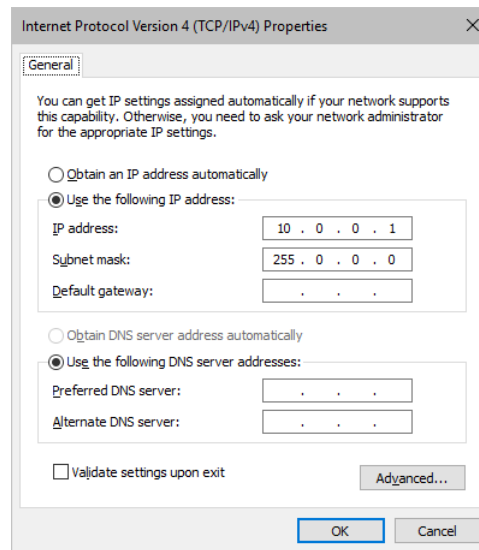 Internet Protocol Version 4 (TCP/IPv4) Properties
General
You can get IP settings assigned automatically if your network supports
this capability. Otherwise, you need to ask your network administrator
for the appropriate IP settings.
Obtain an IP address automatically
Use the following IP address:
IP address: 10 . 0 . 0 . 1
Subnet mask: 255 . 0 . 0 . 0
Default gateway: . . .
Obtain DNS server address automatically
Use the following DNS server addresses:
Preferred DNS server: . . .
Alternate DNS server: . . .
Validate settings upon exit
Advanced...
OK Cancel